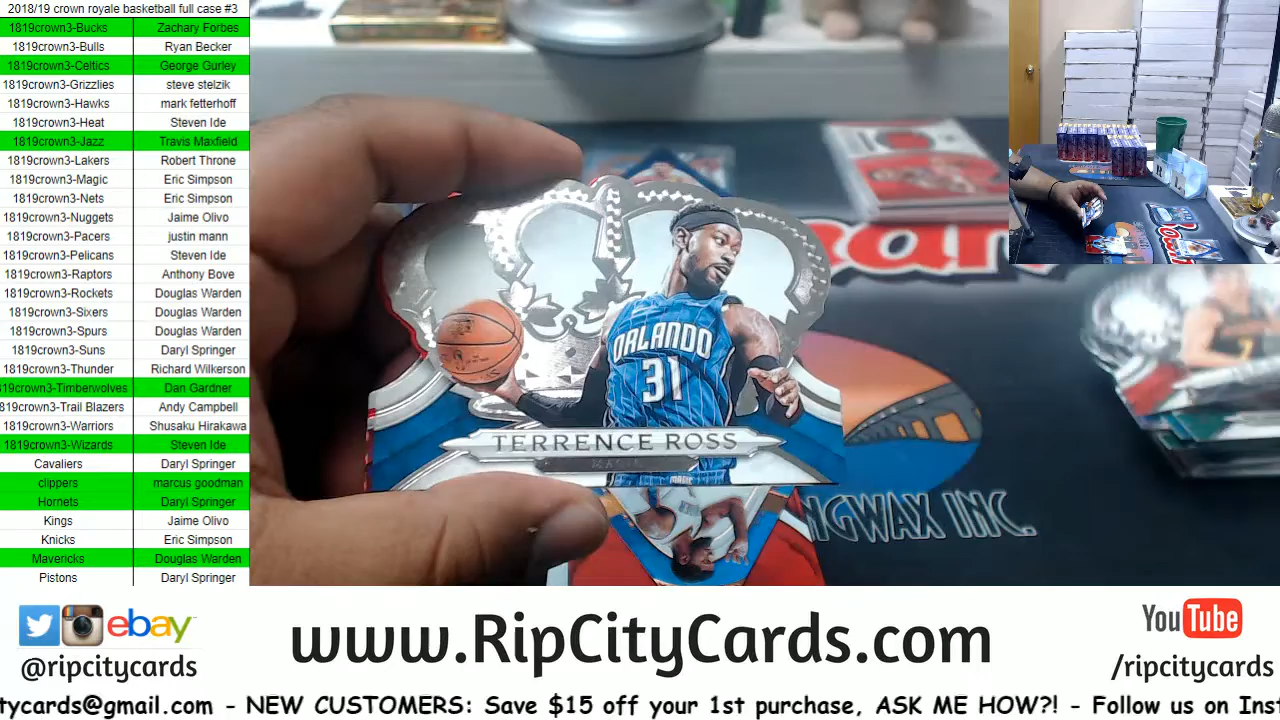 2018/19 crown royale basketball full case #3
1819crown3-Bucks Zachary Forbes
1819crown3-Bulls Ryan Becker
1819crown3-Celtics George Gurley
1819crown3-Grizzlies steve stelzik
1819crown3-Hawks mark fetterhoff
1819crown3-Heat Steven Ide
1819crown3-Jazz Travis Maxfield
1819crown3-Lakers Robert Throne
1819crown3-Magic Eric Simpson
1819crown3-Nets Eric Simpson
1819crown3-Nuggets Jaime Olivo
1819crown3-Pacers justin mann
1819crown3-Pelicans Steven Ide
1819crown3-Raptors Anthony Bove
1819crown3-Rockets Douglas Warden
1819crown3-Sixers Douglas Warden
1819crown3-Spurs Douglas Warden
1819crown3-Suns Daryl Springer
1819crown3-Thunder Richard Wilkerson
1819crown3-Timberwolves Dan Gardner
1819crown3-Trail Blazers Andy Campbell
1819crown3-Warriors Shusaku Hirakawa
1819crown3-Wizards Steven Ide
Cavaliers Daryl Springer
clippers marcus goodman
Hornets Daryl Springer
Kings Jaime Olivo
Knicks Eric Simpson
Mavericks Douglas Warden
Pistons Daryl Springer
ORLANDO
31
TERRENCE ROSS
MAGIC
NGWAX INC.
ebay
@ripcitycards
www.RipCityCards.com
YouTube
/ripcitycards
tycards@gmail.com - NEW CUSTOMERS: Save $15 off your 1st purchase, ASK ME HOW?! - Follow us on Inst